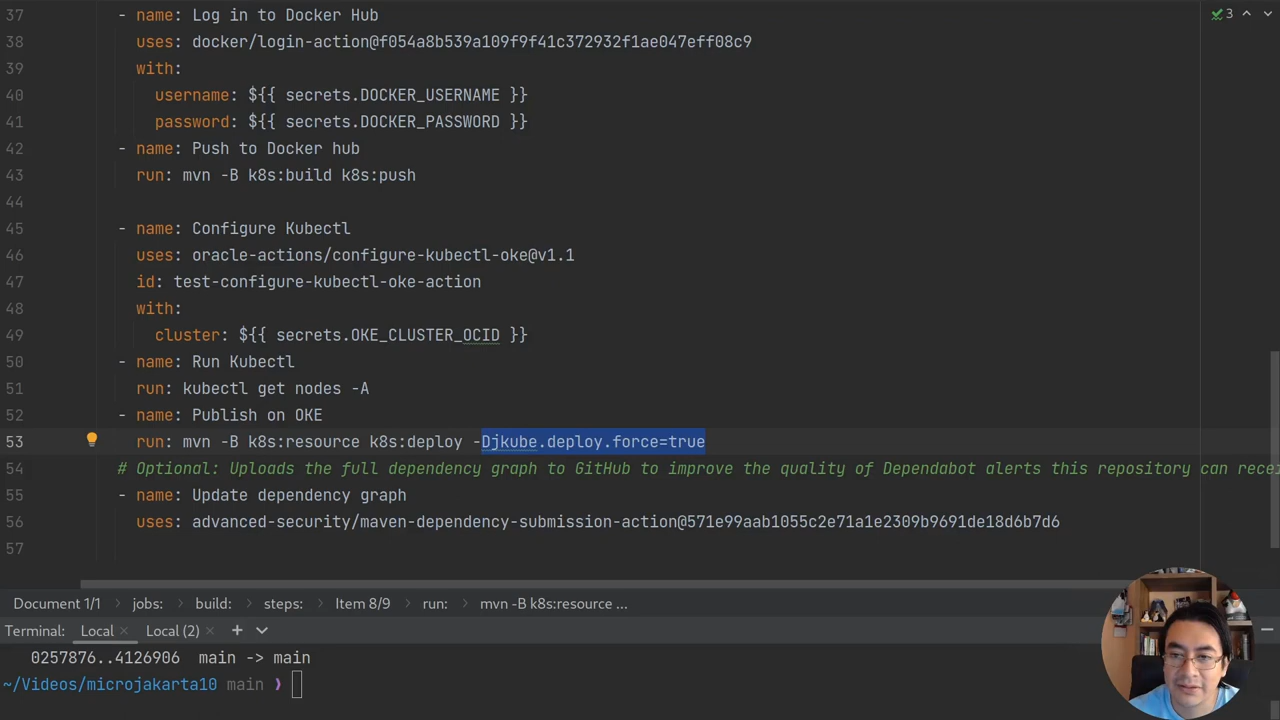 37 - name: Log in to Docker Hub
38 uses: docker/login-action@f054a8b539a109f9f41c372932f1ae047eff08c9
39 with:
40 username: ${{ secrets.DOCKER_USERNAME }}
41 password: ${{ secrets.DOCKER_PASSWORD }}
42 - name: Push to Docker hub
43 run: mvn -B k8s:build k8s:push
44
45 - name: Configure Kubectl
46 uses: oracle-actions/configure-kubectl-oke@v1.1
47 id: test-configure-kubectl-oke-action
48 with:
49 cluster: ${{ secrets.OKE_CLUSTER_OCID }}
50 - name: Run Kubectl
51 run: kubectl get nodes -A
52 - name: Publish on OKE
53 run: mvn -B k8s:resource k8s:deploy -Djkube.deploy.force=true
54 # Optional: Uploads the full dependency graph to GitHub to improve the quality of Dependabot alerts this repository can recei
55 - name: Update dependency graph
56 uses: advanced-security/maven-dependency-submission-action@571e99aab1055c2e71a1e2309b9691de18d6b7d6
57
3
Document 1/1 > jobs: > build: > steps: > Item 8/9 > run: > mvn -B k8s:resource ...
Terminal: Local × Local (2) × +
0257876..4126906 main -> main
~/Videos/microjakarta10 main ❯